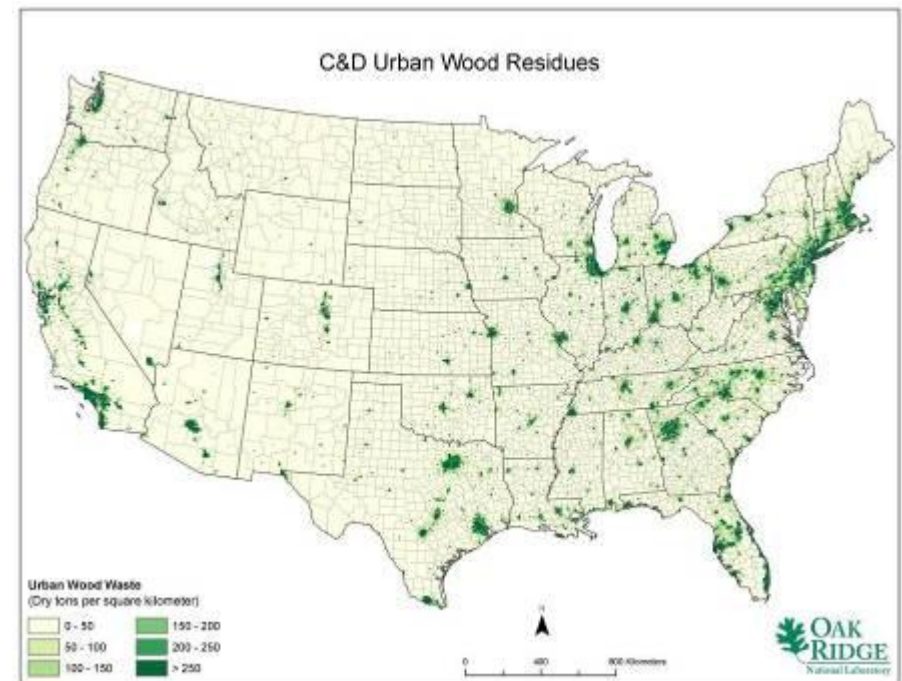 C&D Urban Wood Residues
Urban Wood Waste
(Dry tons per square kilometer)
0 - 50
50 - 100
100 - 150
150 - 200
200 - 250
> 250
N
0 400 800 Kilometers
OAK
RIDGE
National Laboratory